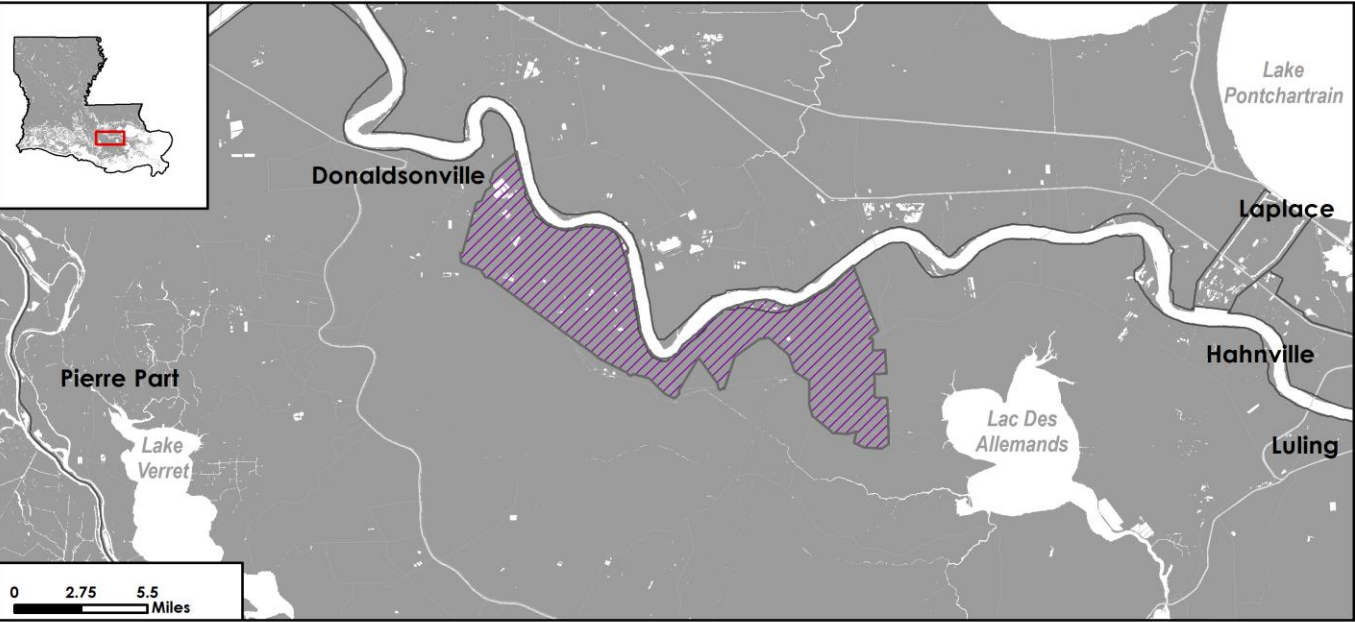 Lake
Pontchartrain
Donaldsonville
Laplace
Hahnville
Pierre Part
Lake
Verret
Lac Des
Allemands
Luling
0 2.75 5.5
Miles